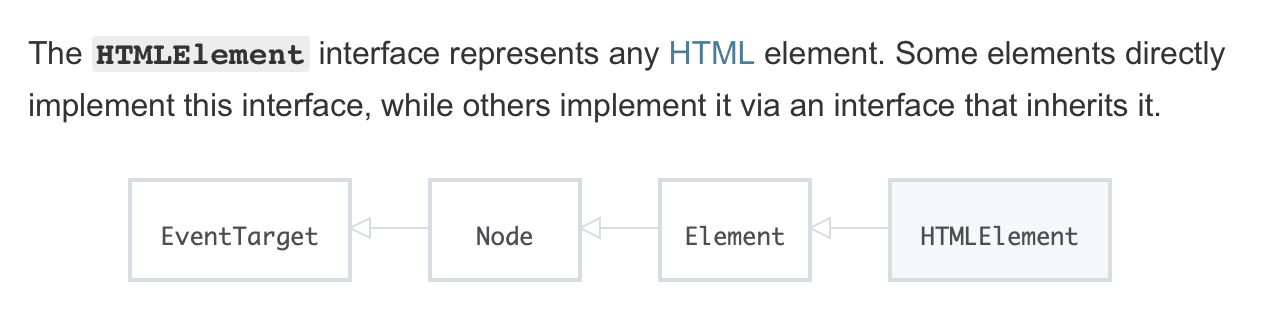 The HTMLElement interface represents any HTML element. Some elements directly
implement this interface, while others implement it via an interface that inherits it.
EventTarget
Node
Element
HTMLElement